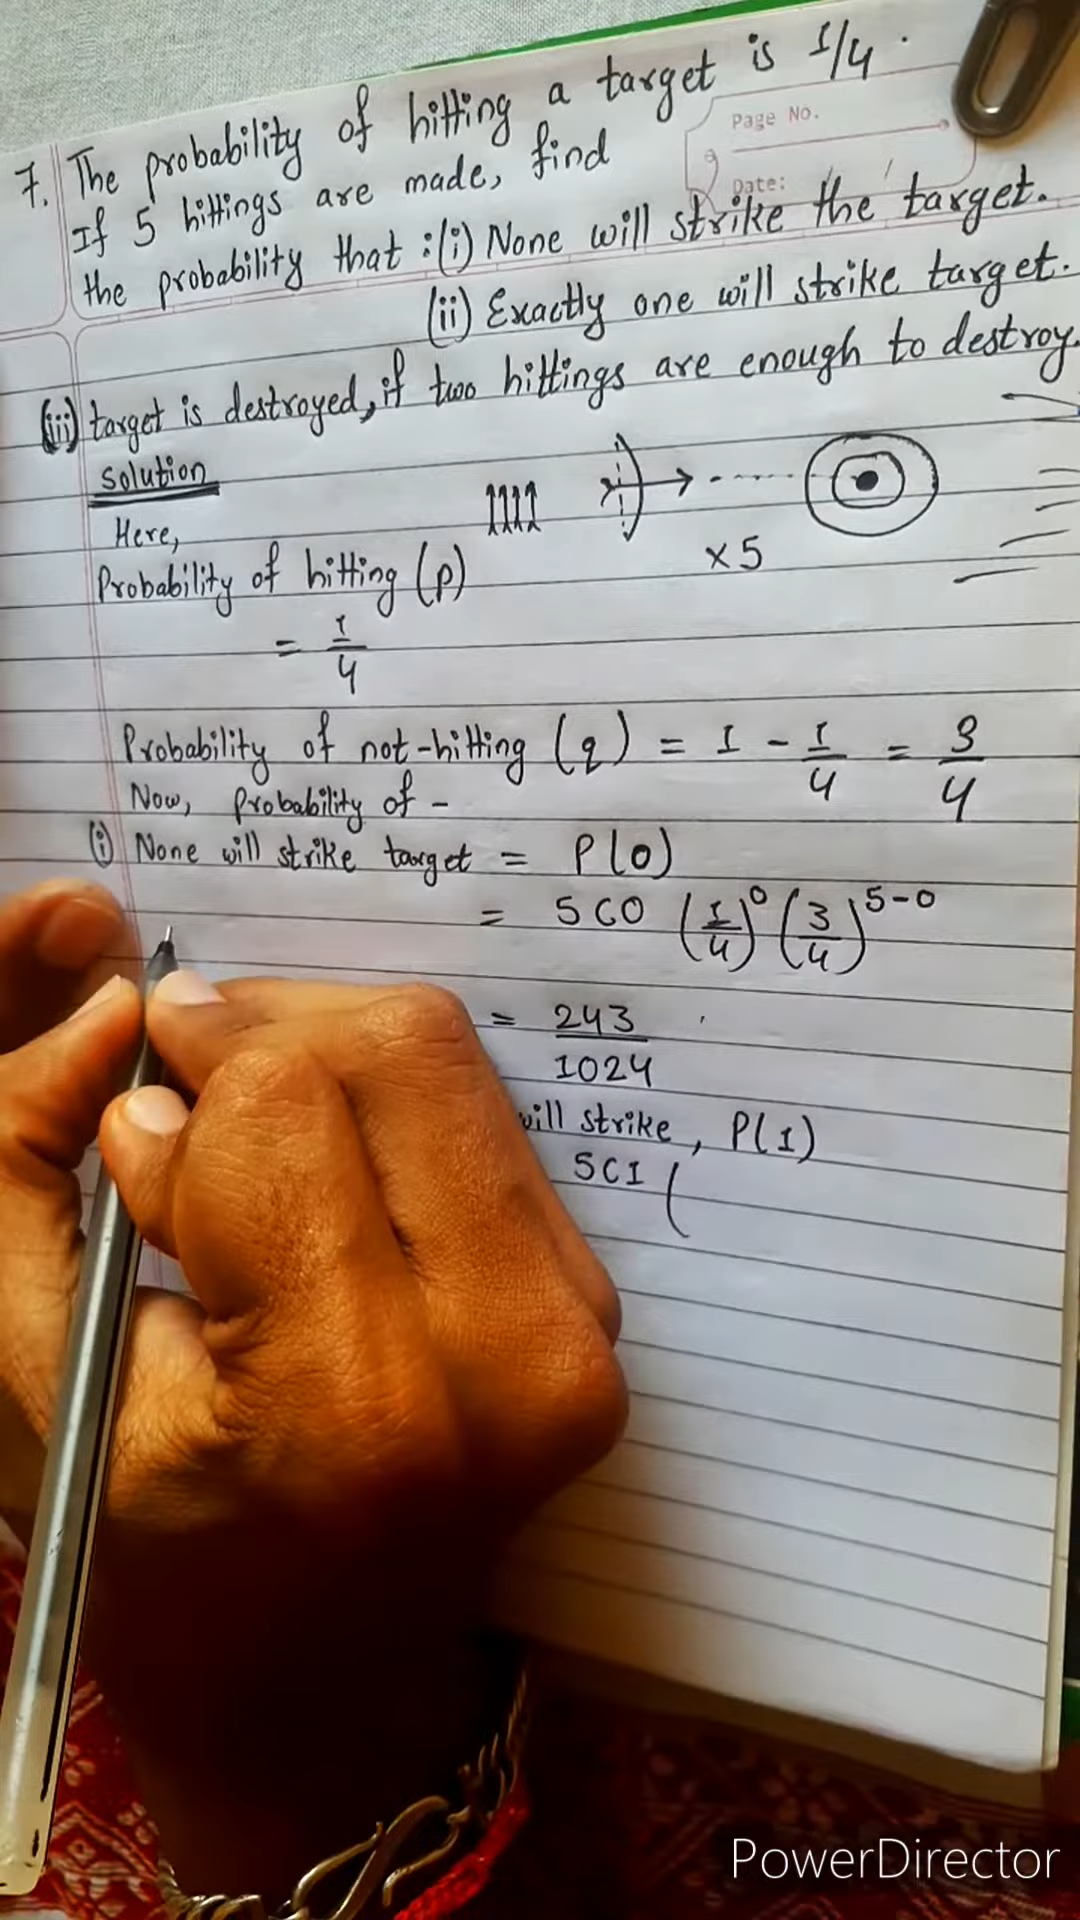 7. The probability of hitting a target is 1/4.
If 5 hittings are made, find
Page No.
Date:
the probability that :(i) None will strike the target.
(ii) Exactly one will strike target.
(iii) target is destroyed, if two hittings are enough to destroy.
Solution
Here,
×5
Probability of hitting (p)
= 1/4
Probability of not-hitting (q) = 1 - 1/4 = 3/4
Now, probability of -
(i) None will strike target = P(0)
= 5C0 (1/4)^0 (3/4)^5-0
= 243/1024
will strike, P(1)
5C1 (
PowerDirector